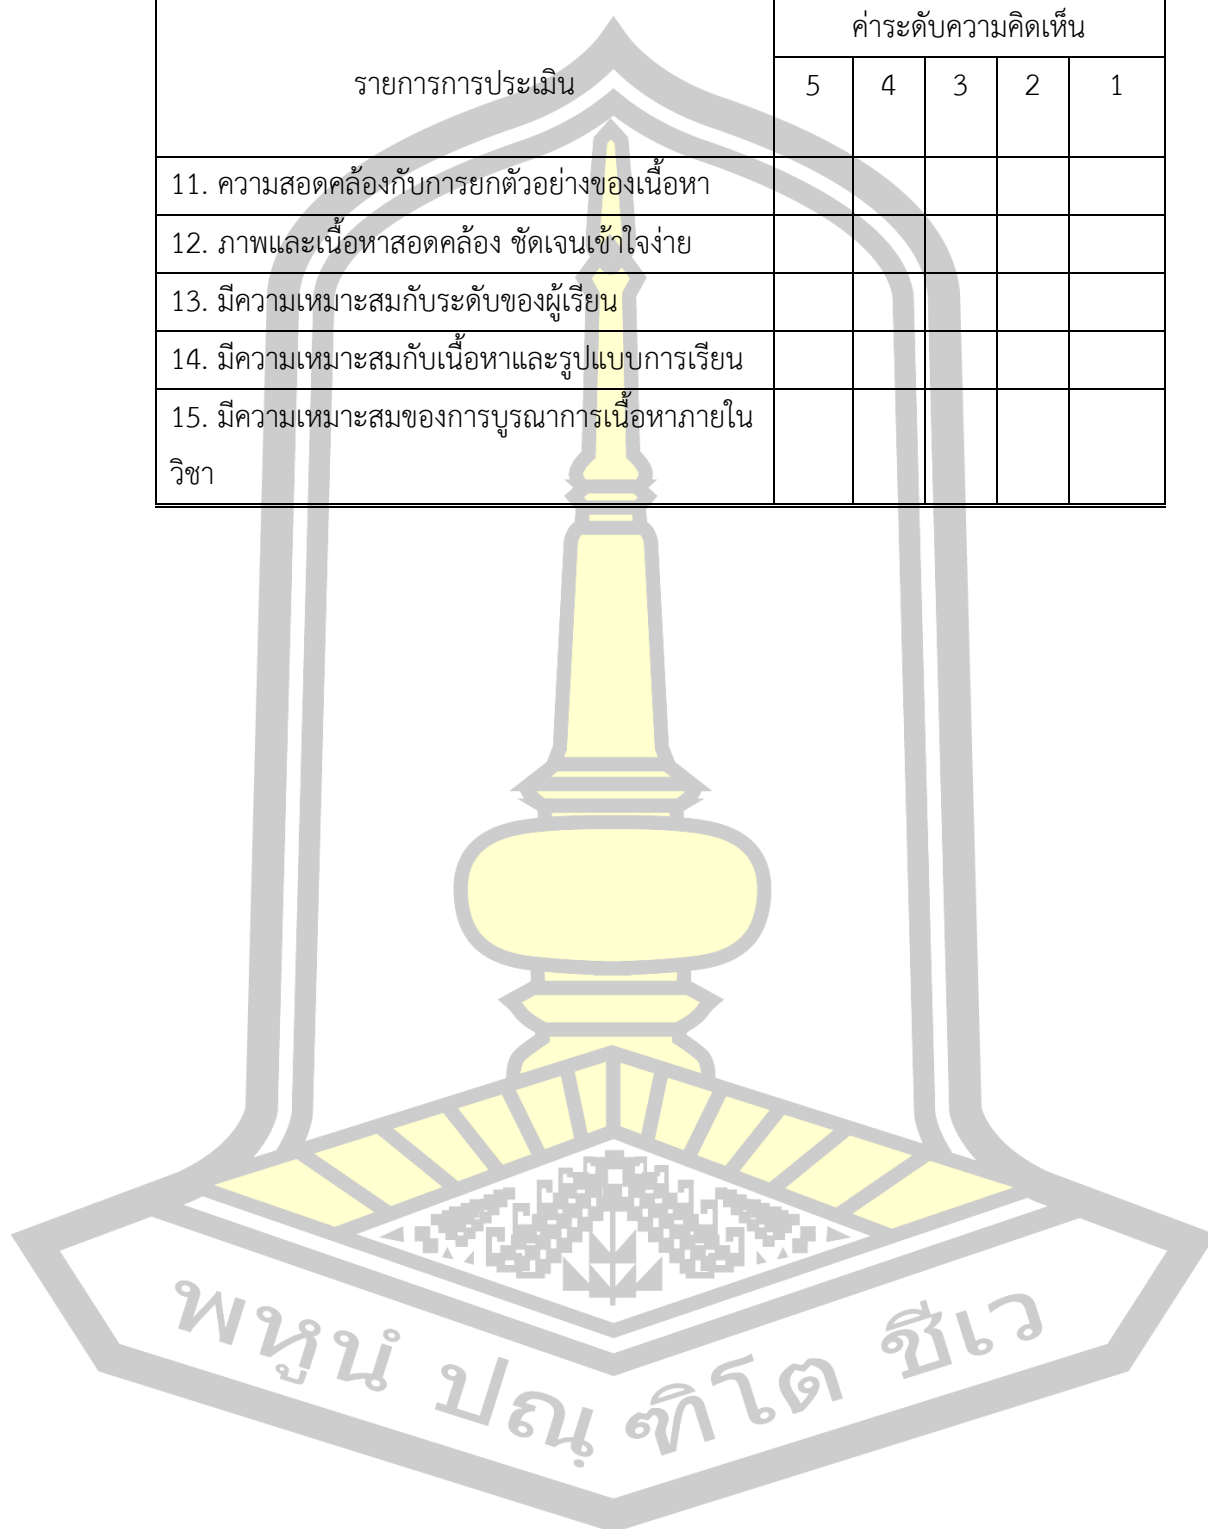 ค่าระดับความคิดเห็น
รายการการประเมิน 5 4 3 2 1
11. ความสอดคล้องกับการยกตัวอย่างของเนื้อหา
12. ภาพและเนื้อหาสอดคล้อง ชัดเจนเข้าใจง่าย
13. มีความเหมาะสมกับระดับของผู้เรียน
14. มีความเหมาะสมกับเนื้อหาและรูปแบบการเรียน
15. มีความเหมาะสมของการบูรณาการเนื้อหาภายใน
วิชา
พหูนํ ปณฺฑิโต ชีเว